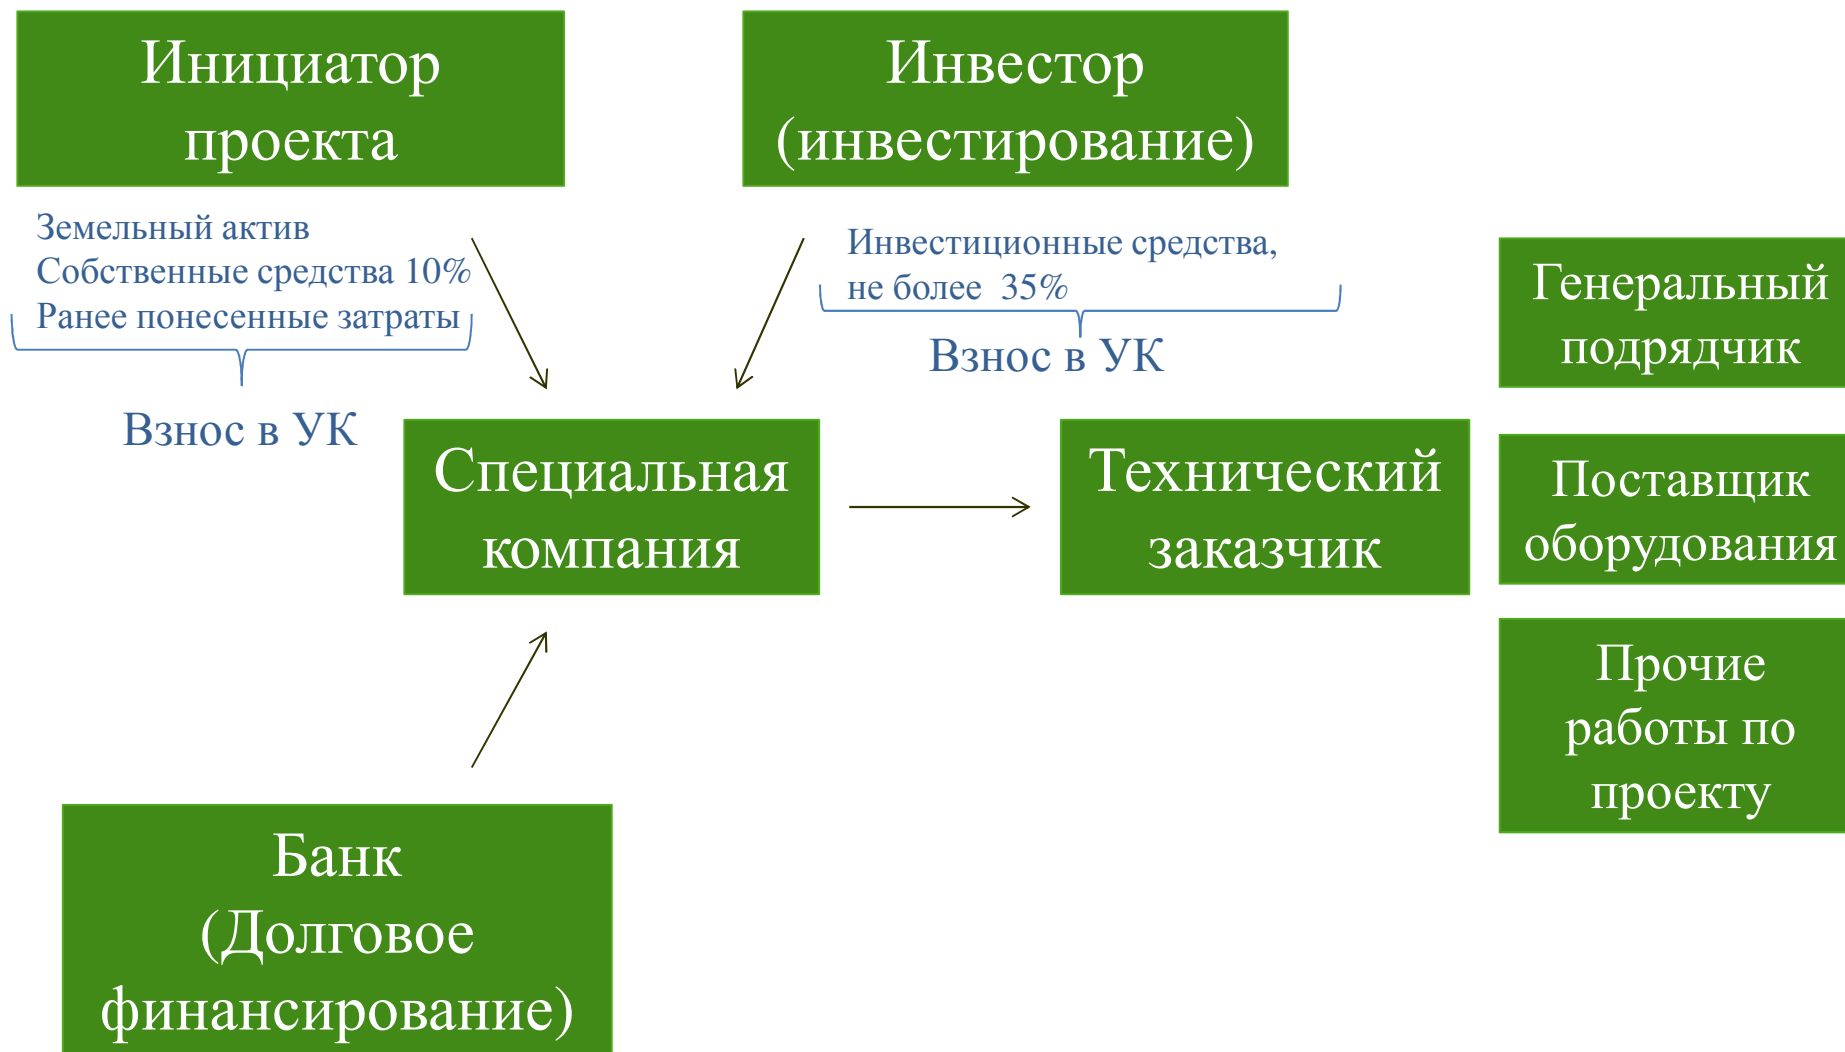 Инициатор
проекта
Инвестор
(инвестирование)
Земельный актив
Собственные средства 10%
Ранее понесенные затраты
Взнос в УК
Инвестиционные средства,
не более 35%
Взнос в УК
Специальная
компания
Технический
заказчик
Генеральный
подрядчик
Поставщик
оборудования
Прочие
работы по
проекту
Банк
(Долговое
финансирование)